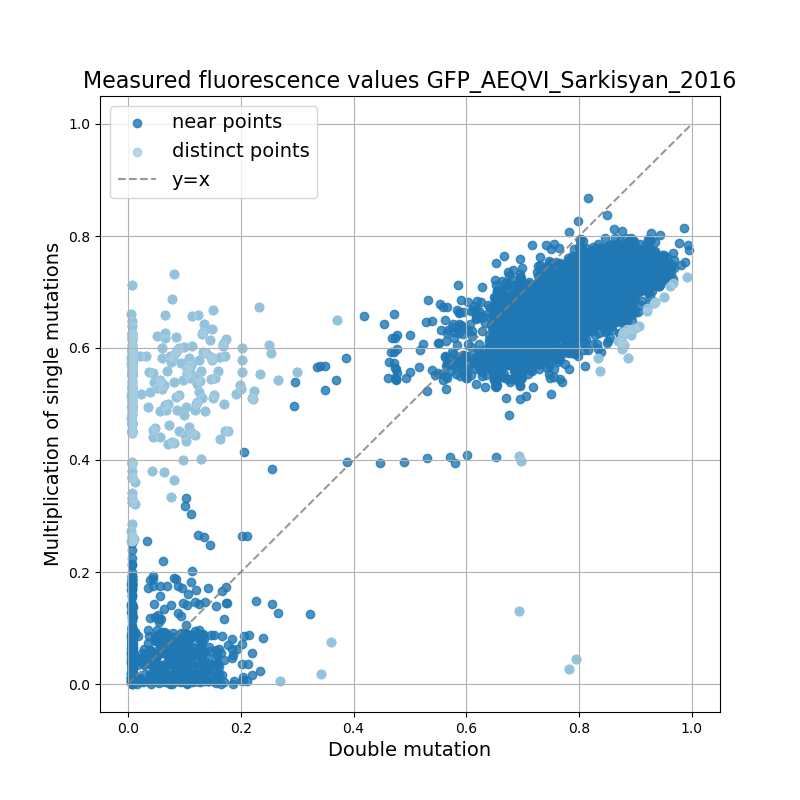 Measured fluorescence values GFP_AEQVI_Sarkisyan_2016
near points
distinct points
y=x
1.0
0.8
0.6
0.4
0.2
0.0
Multiplication of single mutations
0.0 0.2 0.4 0.6 0.8 1.0
Double mutation